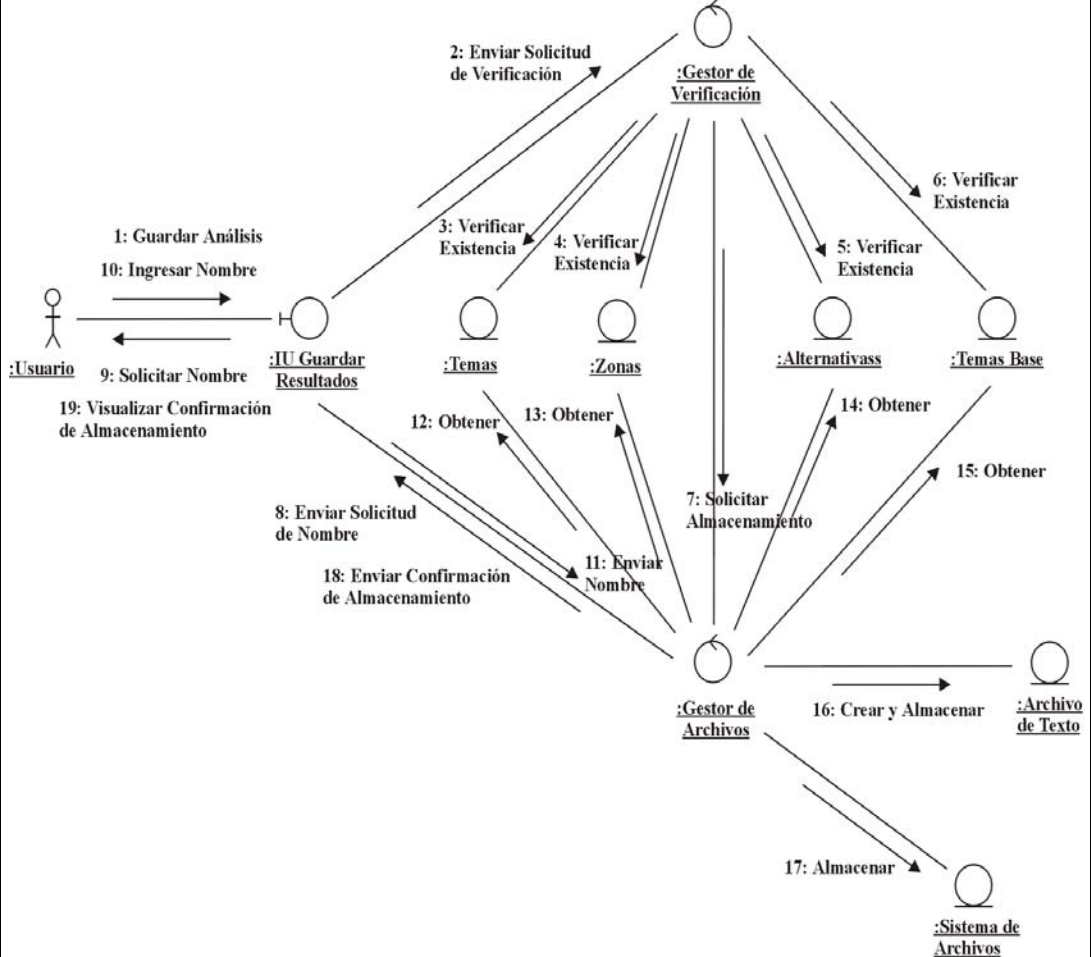 2: Enviar Solicitud
de Verificación
:Gestor de
Verificación
6: Verificar
Existencia
3: Verificar
Existencia
4: Verificar
Existencia
5: Verificar
Existencia
1: Guardar Análisis
10: Ingresar Nombre
:Usuario
9: Solicitar Nombre
19: Visualizar Confirmación
de Almacenamiento
:IU Guardar
Resultados
:Temas
:Zonas
:Alternativass
:Temas Base
12: Obtener
13: Obtener
14: Obtener
15: Obtener
7: Solicitar
Almacenamiento
8: Enviar Solicitud
de Nombre
11: Enviar
Nombre
18: Enviar Confirmación
de Almacenamiento
:Gestor de
Archivos
16: Crear y Almacenar
:Archivo
de Texto
17: Almacenar
:Sistema de
Archivos